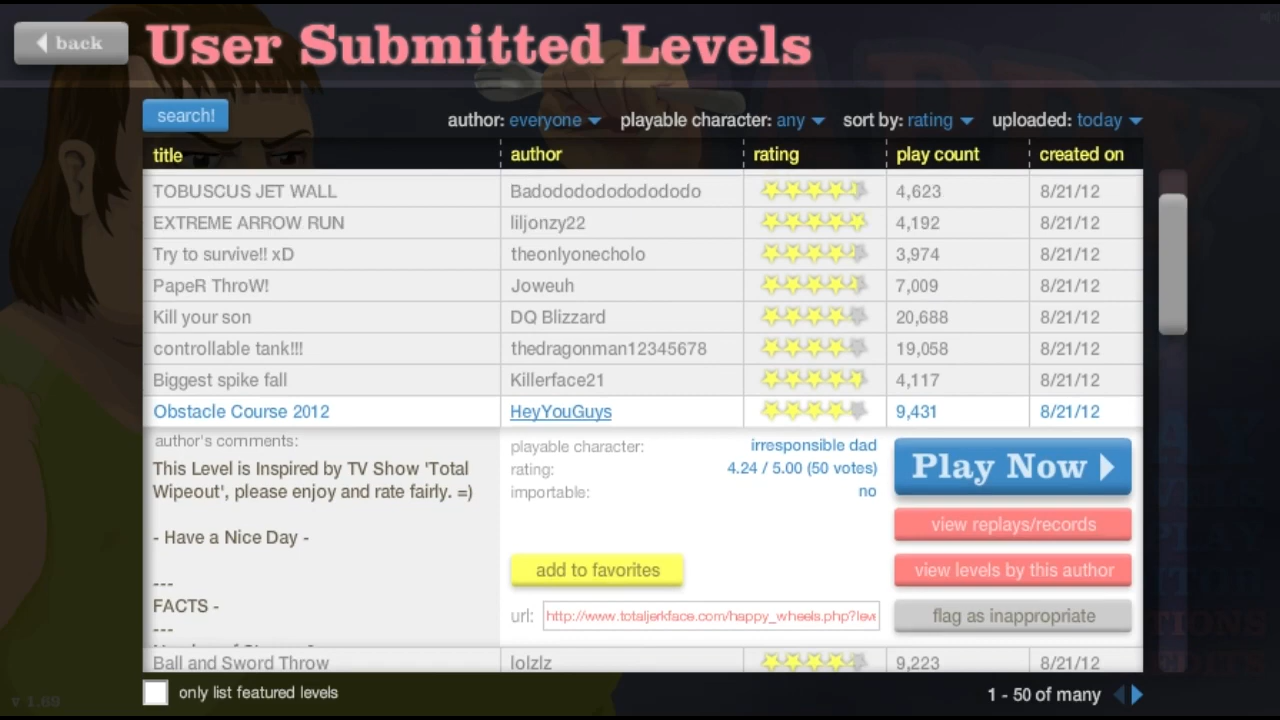 back
User Submitted Levels
search!
author: everyone playable character: any sort by: rating uploaded: today
title author rating play count created on
TOBUSCUS JET WALL Badodododododododo 4,623 8/21/12
EXTREME ARROW RUN liljonzy22 4,192 8/21/12
Try to survive!! xD theonlyonecholo 3,974 8/21/12
PapeR ThroW! Joweuh 7,009 8/21/12
Kill your son DQ Blizzard 20,688 8/21/12
controllable tank!!! thedragonman12345678 19,058 8/21/12
Biggest spike fall Killerface21 4,117 8/21/12
Obstacle Course 2012 HeyYouGuys 9,431 8/21/12
author's comments:
This Level is Inspired by TV Show 'Total
Wipeout', please enjoy and rate fairly. =)
- Have a Nice Day -
---
FACTS -
---
playable character: irresponsible dad
rating: 4.24 / 5.00 (50 votes)
importable: no
add to favorites
url: http://www.totaljerkface.com/happy_wheels.php?lev
Play Now
view replays/records
view levels by this author
flag as inappropriate
Ball and Sword Throw lolzlz 9,223 8/21/12
only list featured levels
1 - 50 of many
v 1.69